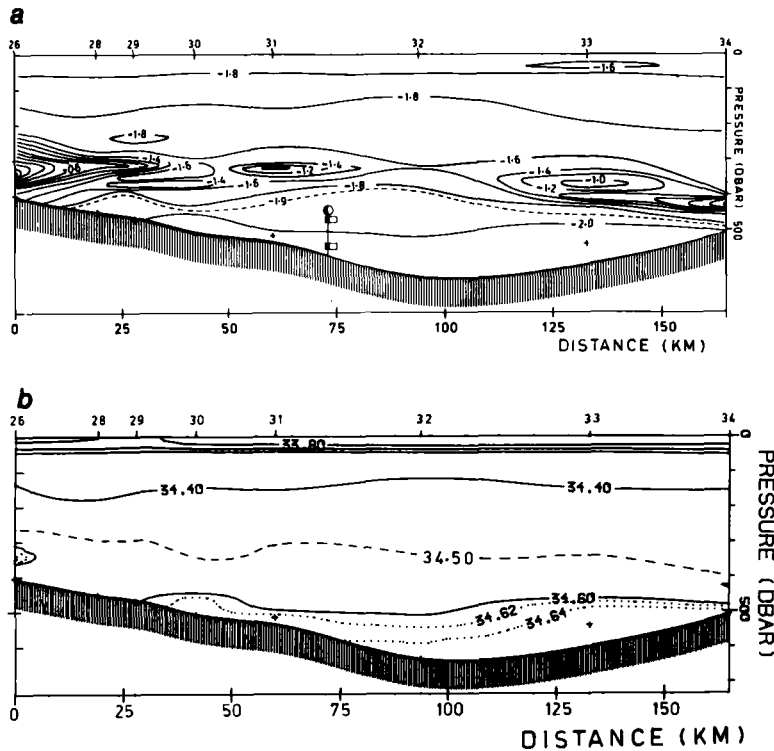 a
26 28 29 30 31 32 33 34
0
-1.8 -1.6
-1.8
-0.6 -1.4 -1.6 -1.4 -1.6 -1.2 -1.4 -1.8 -1.6 -1.4 -1.2 -1.0
-1.9
-2.0
500
PRESSURE (DBAR)
0 25 50 75 100 125 150
DISTANCE (KM)
b
26 28 29 30 31 32 33 34
33.80 0
34.40 34.40
34.50
34.60
34.62 34.64
500
PRESSURE (DBAR)
0 25 50 75 100 125 150
DISTANCE (KM)